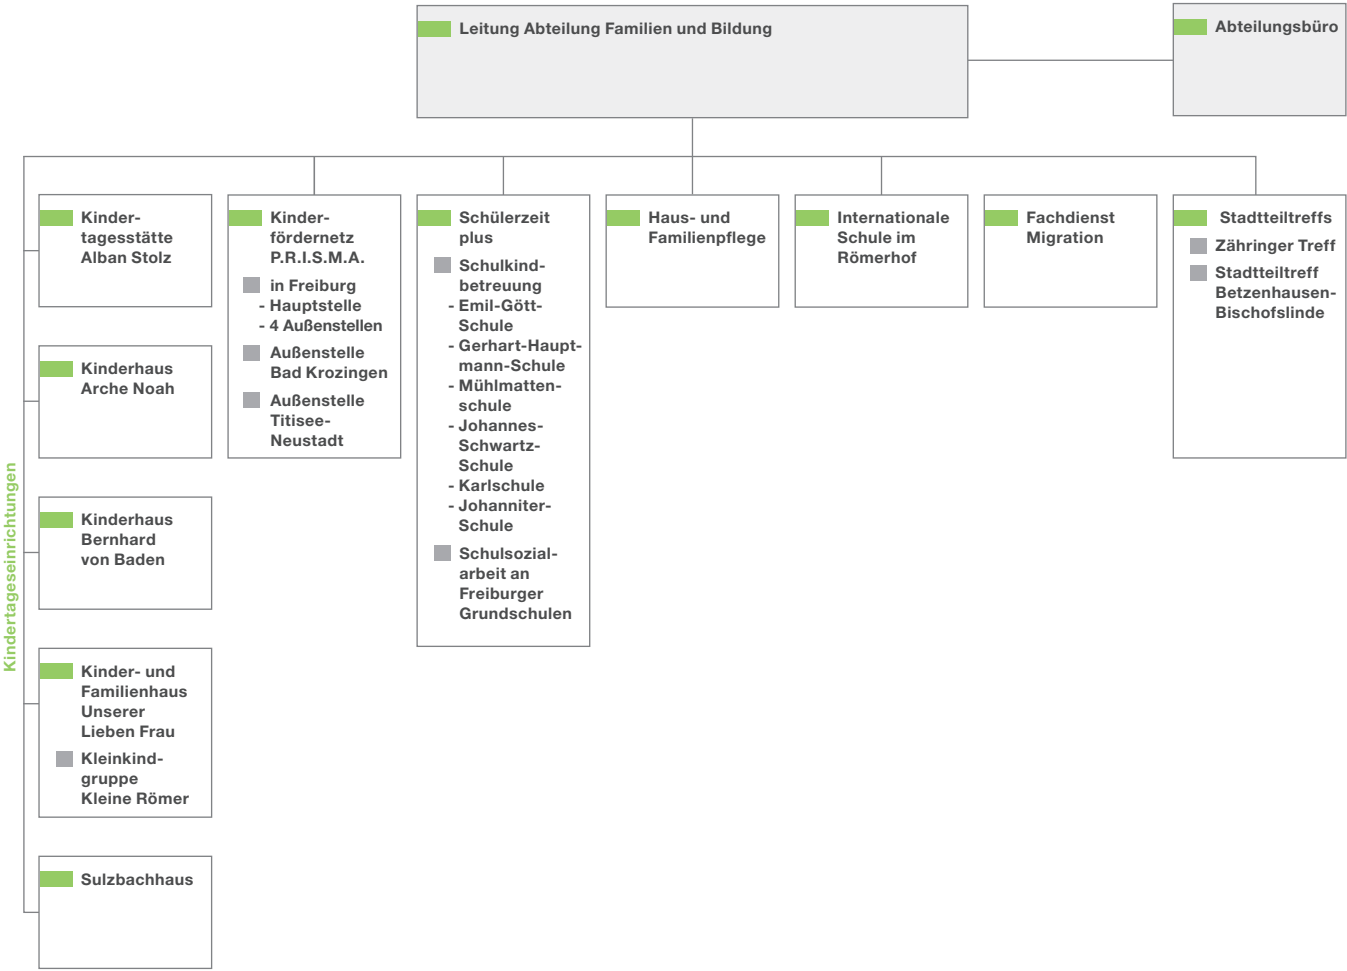 Leitung Abteilung Familien und Bildung
Abteilungsbüro
Kindertageseinrichtungen
Kinder-
tagesstätte
Alban Stolz
Kinderhaus
Arche Noah
Kinderhaus
Bernhard
von Baden
Kinder- und
Familienhaus
Unserer
Lieben Frau
Kleinkind-
gruppe
Kleine Römer
Sulzbachhaus
Kinder-
fördernetz
P.R.I.S.M.A.
in Freiburg
- Hauptstelle
- 4 Außenstellen
Außenstelle
Bad Krozingen
Außenstelle
Titisee-
Neustadt
Schülerzeit
plus
Schulkind-
betreuung
- Emil-Gött-
Schule
- Gerhart-Haupt-
mann-Schule
- Mühlmatten-
schule
- Johannes-
Schwartz-
Schule
- Karlschule
- Johanniter-
Schule
Schulsozial-
arbeit an
Freiburger
Grundschulen
Haus- und
Familienpflege
Internationale
Schule im
Römerhof
Fachdienst
Migration
Stadtteiltreffs
Zähringer Treff
Stadtteiltreff
Betzenhausen-
Bischofslinde